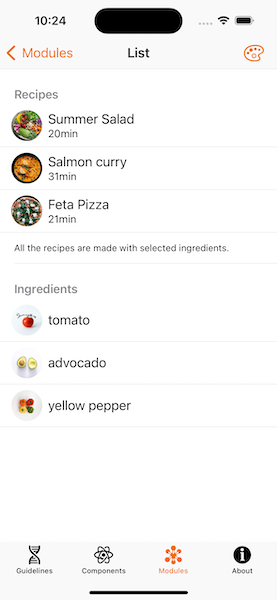 10:24
Modules
List
Recipes
Summer Salad
20min
Salmon curry
31min
Feta Pizza
21min
All the recipes are made with selected ingredients.
Ingredients
tomato
advocado
yellow pepper
Guidelines
Components
Modules
About